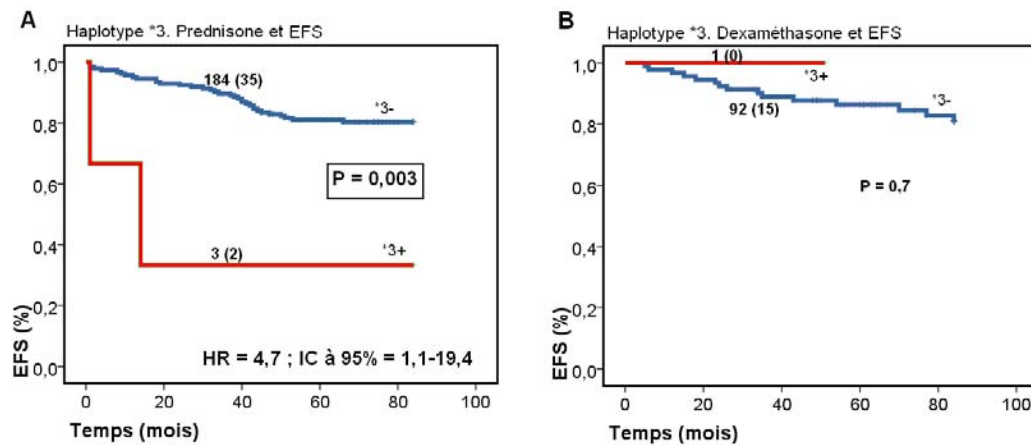 A
Haplotype *3. Prednisone et EFS
1,0
0,8
0,6
0,4
0,2
0,0
EFS (%)
184 (35)
*3-
P = 0,003
3 (2)
*3+
HR = 4,7 ; IC à 95% = 1,1-19,4
0 20 40 60 80 100
Temps (mois)
B
Haplotype *3. Dexaméthasone et EFS
1,0
0,8
0,6
0,4
0,2
0,0
EFS (%)
1 (0)
*3+
*3-
92 (15)
P = 0,7
0 20 40 60 80 100
Temps (mois)